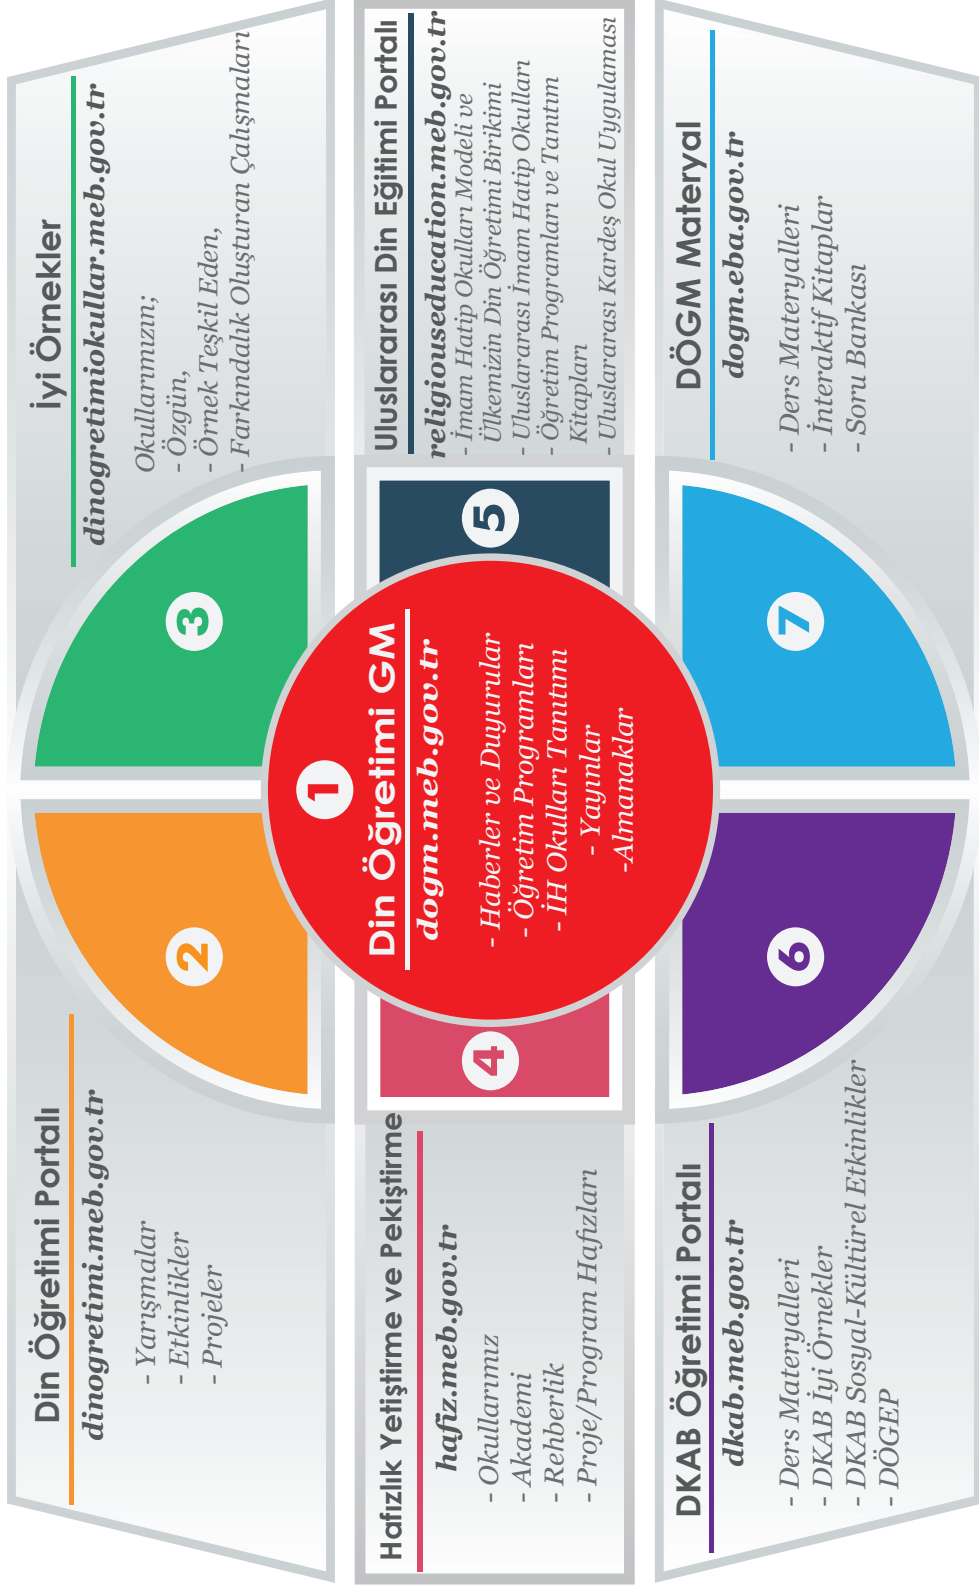 Din Öğretimi Portalı
dinogretimi.meb.gov.tr
- Yarışmalar
- Etkinlikler
- Projeler
2
İyi Örnekler
dinogretimiokullar.meb.gov.tr
Okullarımızın;
- Özgün,
- Örnek Teşkil Eden,
- Farkındalık Oluşturan Çalışmaları
3
Hafızlık Yetiştirme ve Pekiştirme
hafiz.meb.gov.tr
- Okullarımız
- Akademi
- Rehberlik
- Proje/Program Hafızları
4
1
Din Öğretimi GM
dogm.meb.gov.tr
- Haberler ve Duyurular
- Öğretim Programları
- İH Okulları Tanıtımı
- Yayınlar
-Almanaklar
5
Uluslararası Din Eğitimi Portalı
religiouseducation.meb.gov.tr
- İmam Hatip Okulları Modeli ve
Ülkemizin Din Öğretimi Birikimi
- Uluslararası İmam Hatip Okulları
- Öğretim Programları ve Tanıtım
Kitapları
- Uluslararası Kardeş Okul Uygulaması
DKAB Öğretimi Portalı
dkab.meb.gov.tr
- Ders Materyalleri
- DKAB İyi Örnekler
- DKAB Sosyal-Kültürel Etkinlikler
- DÖGEP
6
7
DÖGM Materyal
dogm.eba.gov.tr
- Ders Materyalleri
- İnteraktif Kitaplar
- Soru Bankası